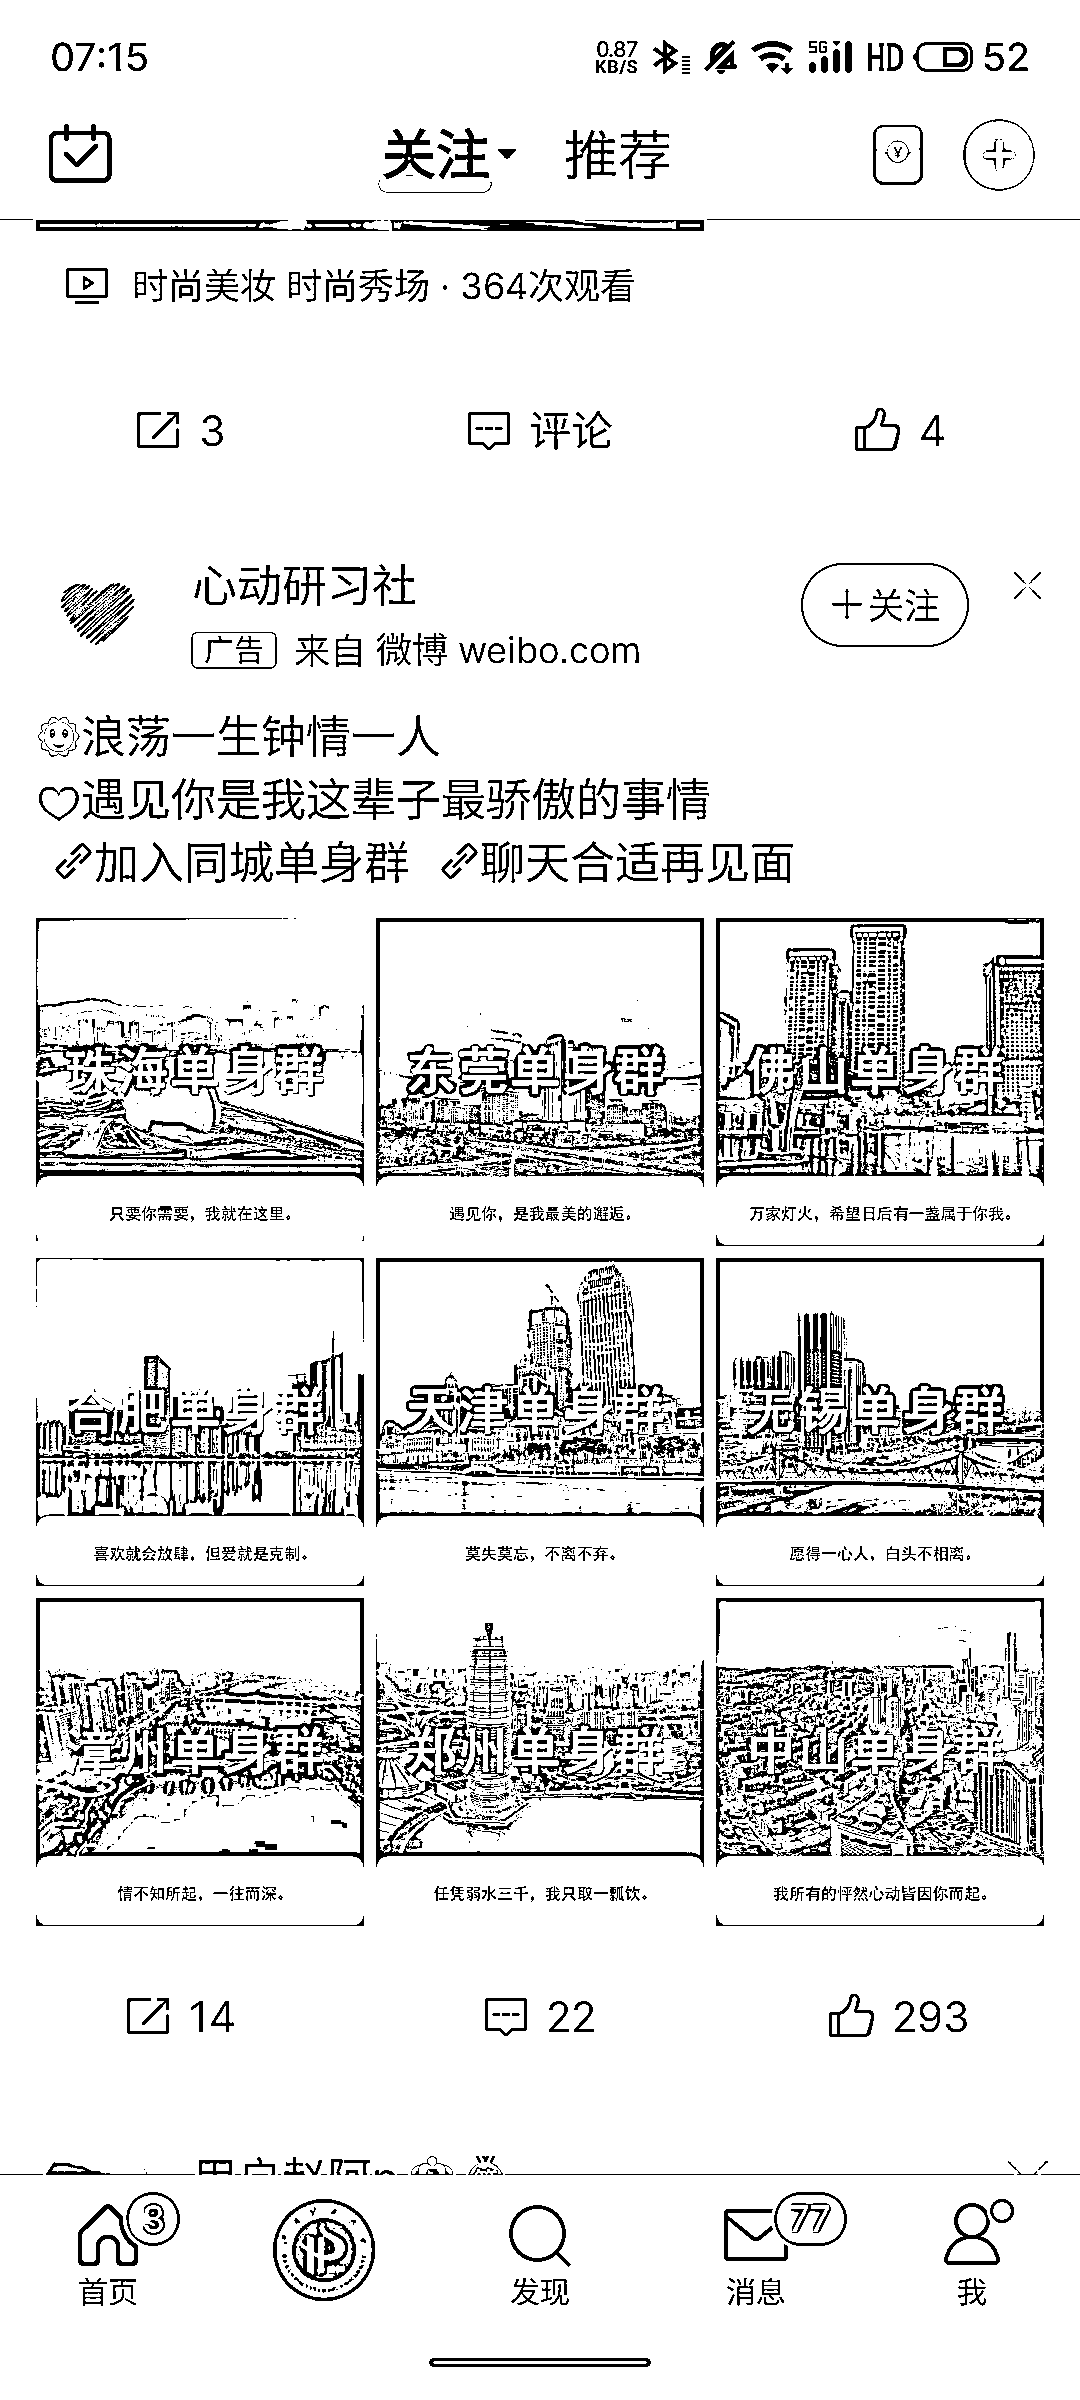 07:15
0.87 KB/S
5G
HD
52
关注
推荐
时尚美妆 时尚秀场 · 364次观看
3
评论
4
心动研习社
+关注
广告 来自 微博 weibo.com
浪荡一生钟情一人
遇见你是我这辈子最骄傲的事情
加入同城单身群 聊天合适再见面
珠海单身群
东莞单身群
佛山单身群
只要你需要，我就在这里。
遇见你，是我最美的邂逅。
万家灯火，希望日后有一盏属于你我。
合肥单身群
天津单身群
无锡单身群
喜欢就会放肆，但爱就是克制。
莫失莫忘，不离不弃。
愿得一心人，白头不相离。
漳州单身群
郑州单身群
中山单身群
情不知所起，一往而深。
任凭弱水三千，我只取一瓢饮。
我所有的怦然心动皆因你而起。
14
22
293
3
77
首页
发现
消息
我